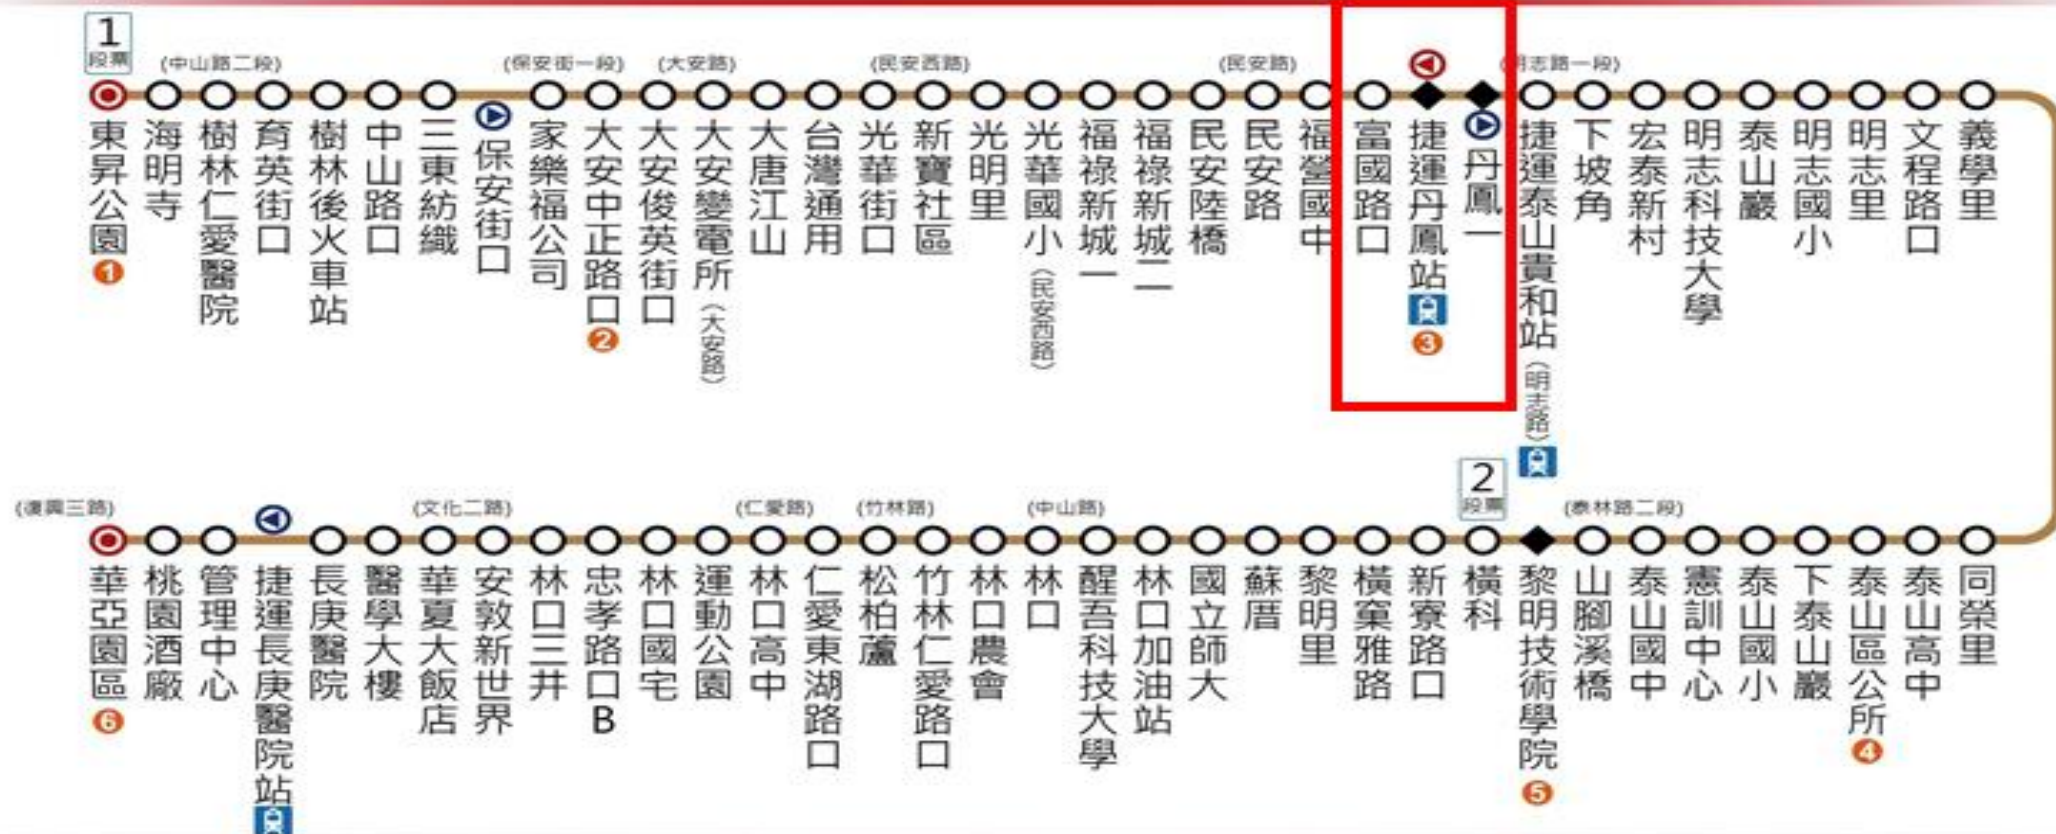 1
段票
(中山路二段)
(保安街一段)
(大安路)
(民安西路)
(民安路)
明志路一段)
東昇公園
1
海明寺
樹林仁愛醫院
育英街口
樹林後火車站
中山路口
三東紡織
保安街口
家樂福公司
大安中正路口
2
大安俊英街口
大安變電所(大安路)
大唐江山
台灣通用
光華街口
新寶社區
光明里
光華國小(民安西路)
福祿新城一
福祿新城二
民安陸橋
民安路
福營國中
富國路口
捷運丹鳳站
3
丹鳳一
捷運泰山貴和站(明志路)
下坡角
宏泰新村
明志科技大學
泰山巖
明志國小
明志里
文程路口
義學里
(復興三路)
(文化二路)
(仁愛路)
(竹林路)
(中山路)
2
段票
(泰林路二段)
華亞園區
6
桃園酒廠
管理中心
捷運長庚醫院站
長庚醫院
醫學大樓
華夏大飯店
安敦新世界
林口三井
忠孝路口B
林口國宅
運動公園
林口高中
仁愛東湖路口
松柏蘆
竹林仁愛路口
林口農會
林口
醒吾科技大學
林口加油站
國立師大
蘇厝
黎明里
橫窠雅路
新寮路口
橫科
黎明技術學院
5
山腳溪橋
泰山國中
憲訓中心
泰山國小
下泰山巖
泰山區公所
4
泰山高中
同榮里